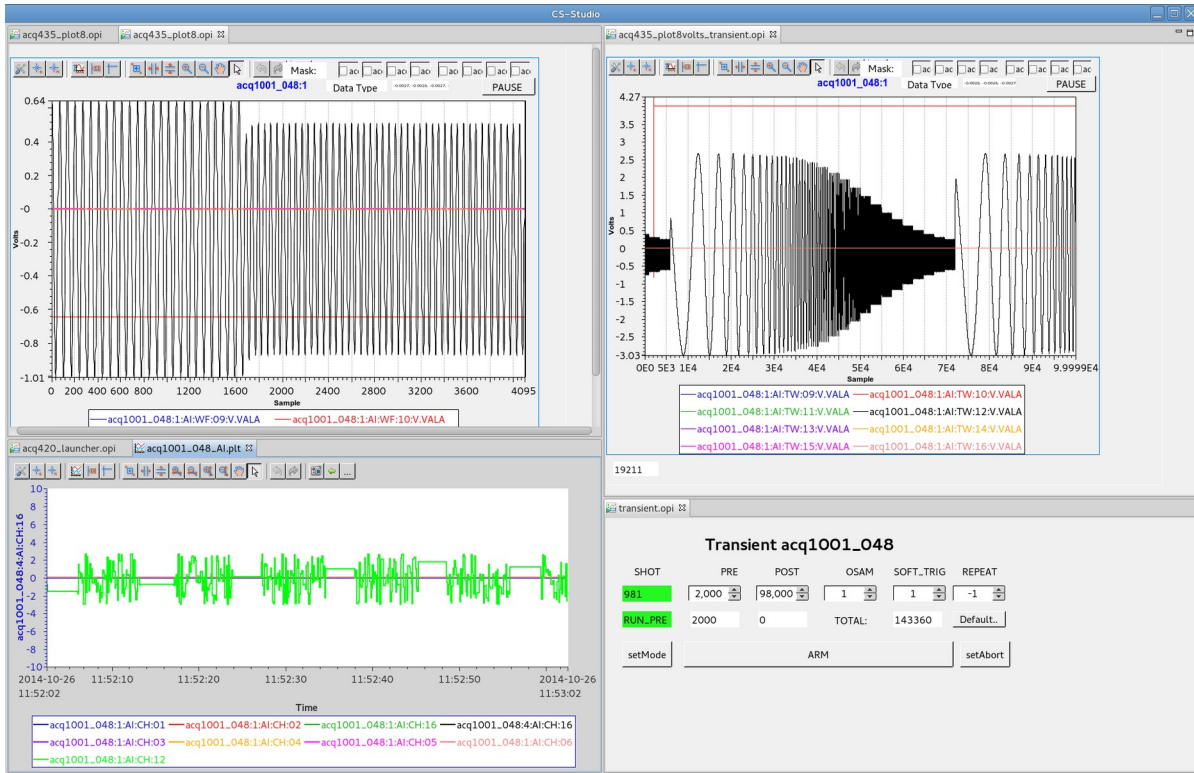 CS-Studio
acq435_plot8.opi acq435_plot8.opi
Mask:
acq1001_048:1 Data Type PAUSE
0.64
0.4
0.2
-0
-0.2
-0.4
-0.6
-0.8
-1.01
Volts
0 200 400 600 800 1200 1600 2000 2400 2800 3200 3600 4095
Sample
acq1001_048:1:AI:WF:09:V.VALA acq1001_048:1:AI:WF:10:V.VALA
acq435_plot8volts_transient.opi
Mask:
acq1001_048:1 Data Type PAUSE
4.27
3.5
3
2.5
2
1.5
1
0.5
0
-0.5
-1
-1.5
-2
-2.5
-3.03
Volts
0E0 5E3 1E4 2E4 3E4 4E4 5E4 6E4 7E4 8E4 9E4 9.9999E4
Sample
acq1001_048:1:AI:TW:09:V.VALA acq1001_048:1:AI:TW:10:V.VALA
acq1001_048:1:AI:TW:11:V.VALA acq1001_048:1:AI:TW:12:V.VALA
acq1001_048:1:AI:TW:13:V.VALA acq1001_048:1:AI:TW:14:V.VALA
acq1001_048:1:AI:TW:15:V.VALA acq1001_048:1:AI:TW:16:V.VALA
19211
acq420_launcher.opi acq1001_048_AI.plt
10
8
6
4
2
0
-2
-4
-6
-8
-10
acq1001_048:4:AI:CH:16
2014-10-26 11:52:10 11:52:20 11:52:30 11:52:40 11:52:50 2014-10-26
11:52:02 11:53:02
Time
acq1001_048:1:AI:CH:01 acq1001_048:1:AI:CH:02 acq1001_048:1:AI:CH:16 acq1001_048:4:AI:CH:16
acq1001_048:1:AI:CH:03 acq1001_048:1:AI:CH:04 acq1001_048:1:AI:CH:05 acq1001_048:1:AI:CH:06
acq1001_048:1:AI:CH:12
transient.opi
Transient acq1001_048
SHOT PRE POST OSAM SOFT_TRIG REPEAT
981 2,000 98,000 1 1 -1
RUN_PRE 2000 0 TOTAL: 143360 Default..
setMode ARM setAbort